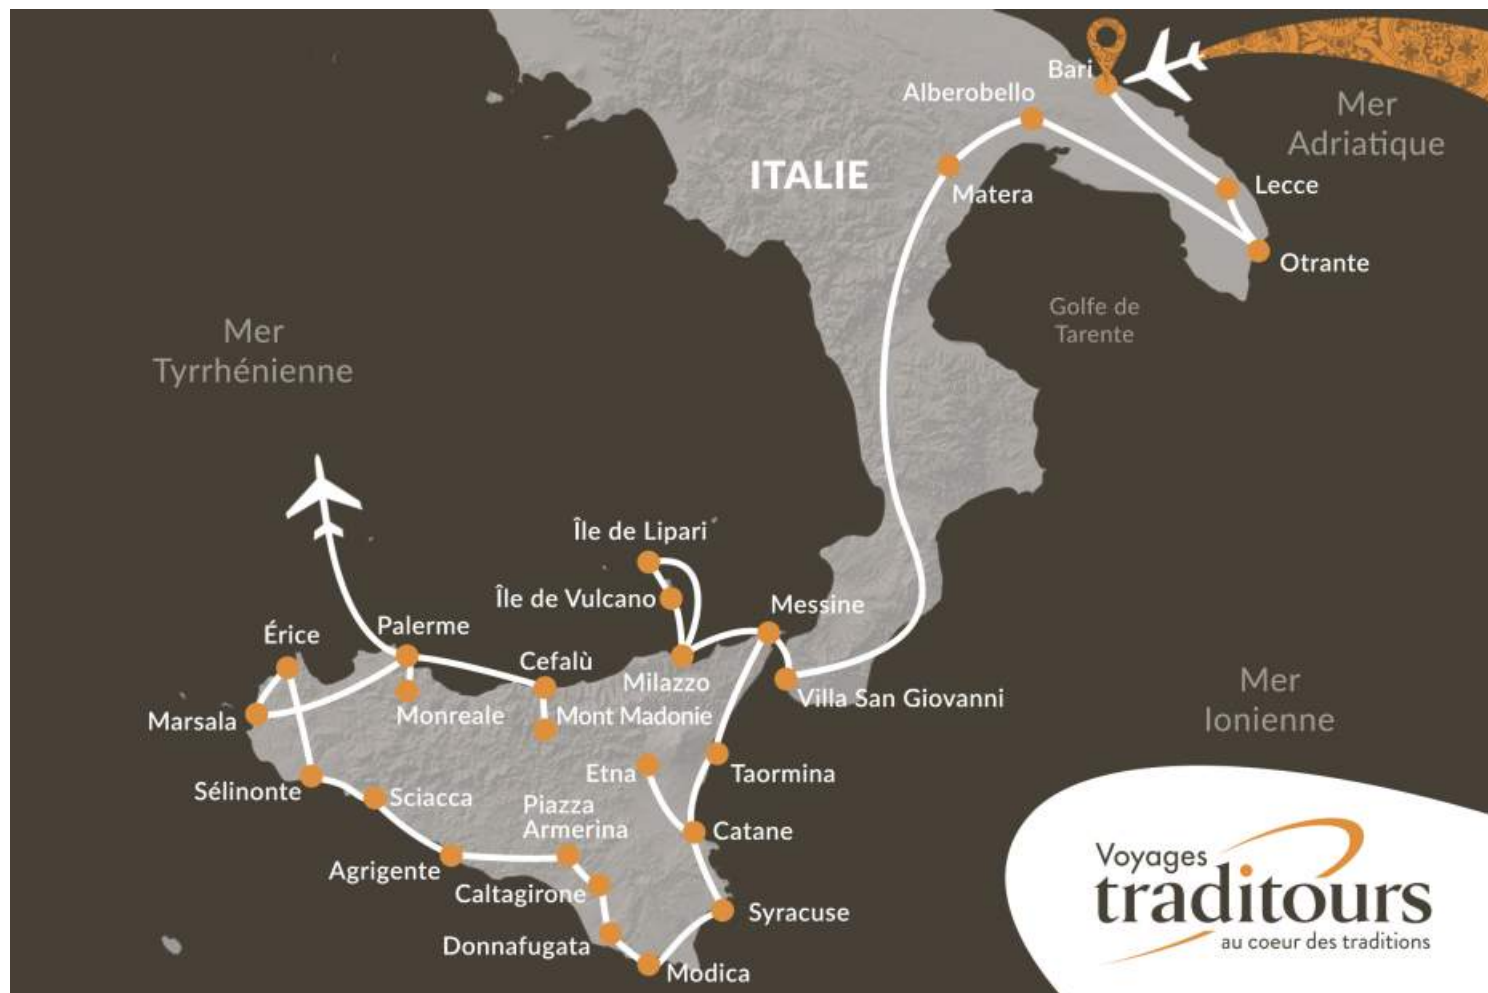 Bari
Alberobello
Mer
Adriatique
ITALIE
Lecce
Matera
Otrante
Golfe de
Tarente
Mer
Tyrrhénienne
Île de Lipari
Île de Vulcano
Messine
Érice
Palerme
Cefalù
Milazzo
Villa San Giovanni
Mer
Ionienne
Marsala
Monreale
Mont Madonie
Etna
Taormina
Sélinonte
Sciacca
Piazza
Armerina
Catane
Agrigente
Caltagirone
Syracuse
Donnafugata
Modica
Voyages
traditours
au coeur des traditions